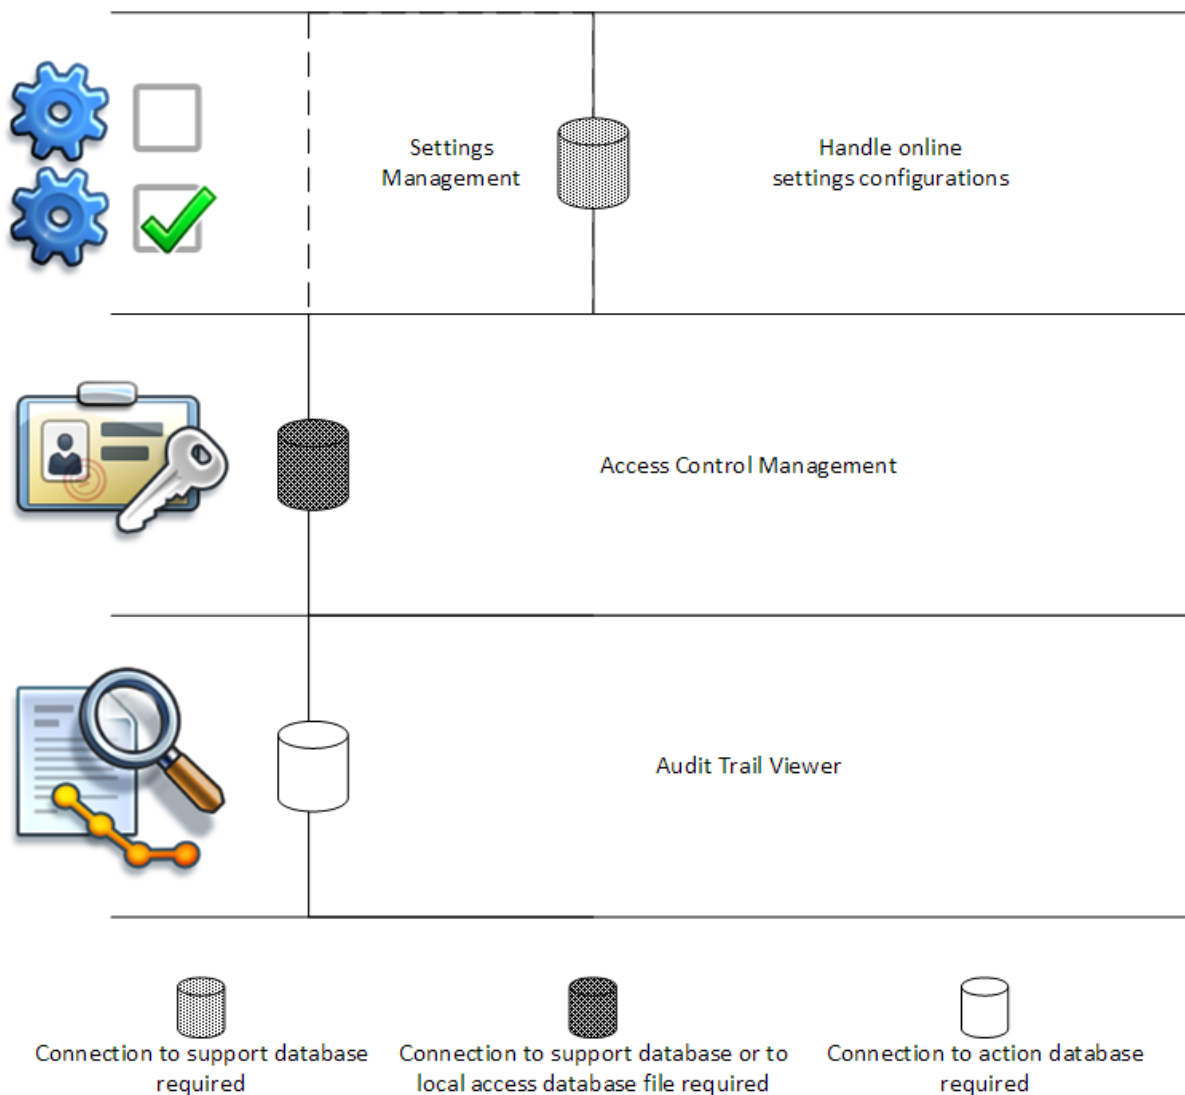 Settings
Management
Handle online
settings configurations
Access Control Management
Audit Trail Viewer
Connection to support database
required
Connection to support database or to
local access database file required
Connection to action database
required